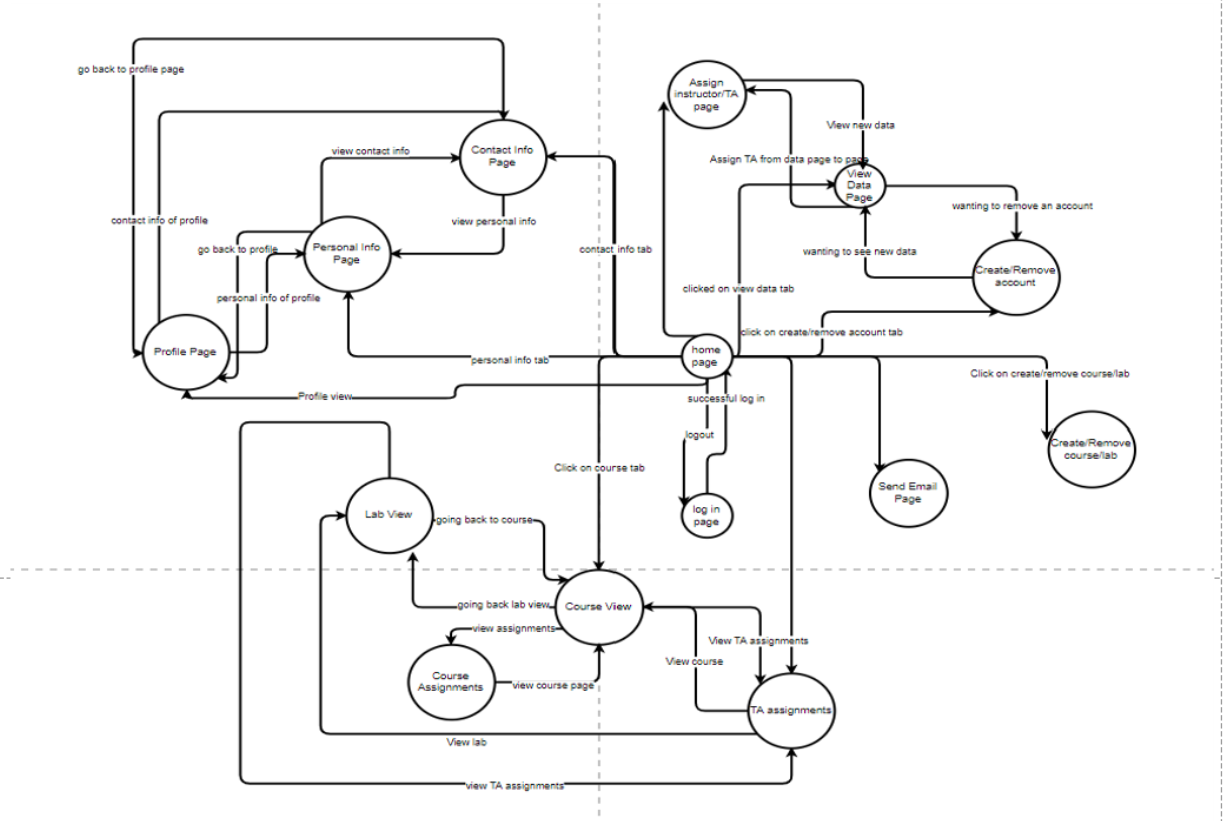 go back to profile page
Assign
instructor/TA
page
View new data
view contact info
Contact Info
Page
Assign TA from data page to page
View
Data
Page
wanting to remove an account
contact info of profile
view personal info
go back to profile
Personal Info
Page
contact info tab
wanting to see new data
Create/Remove
account
personal info of profile
clicked on view data tab
click on create/remove account tab
Profile Page
personal info tab
home
page
Click on create/remove course/lab
Profile view
successful log in
logout
Create/Remove
course/lab
Click on course tab
Send Email
Page
Lab View
going back to course
log in
page
going back lab view
Course View
view assignments
View TA assignments
View course
Course
Assignments
view course page
TA assignments
View lab
view TA assignments